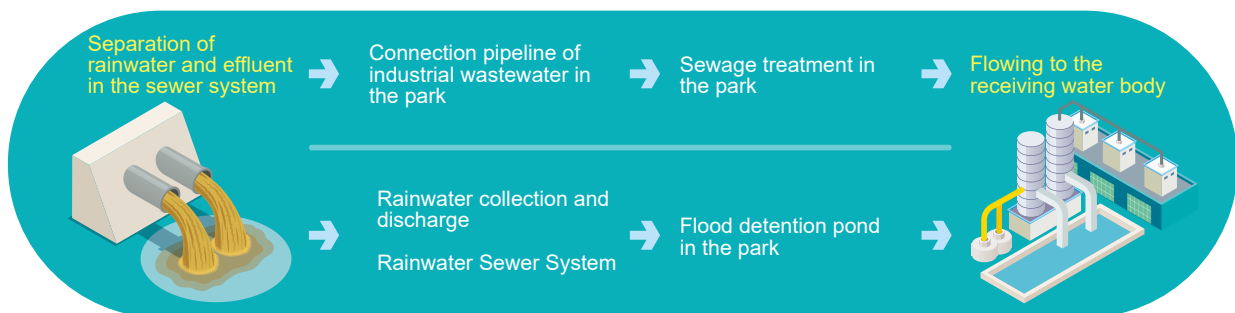 Separation of
rainwater and effluent
in the sewer system
Connection pipeline of
industrial wastewater in
the park
Sewage treatment in
the park
Flowing to the
receiving water body
Rainwater collection and
discharge
Rainwater Sewer System
Flood detention pond
in the park